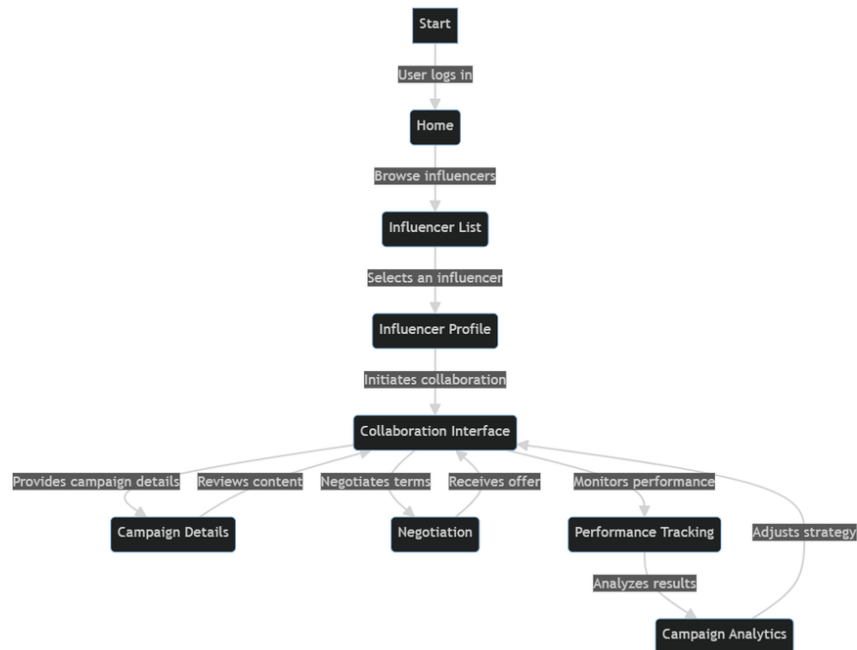 Start
User logs in
Home
Browse influencers
Influencer List
Selects an influencer
Influencer Profile
Initiates collaboration
Collaboration Interface
Provides campaign details
Reviews content
Negotiates terms
Receives offer
Monitors performance
Campaign Details
Negotiation
Performance Tracking
Adjusts strategy
Analyzes results
Campaign Analytics